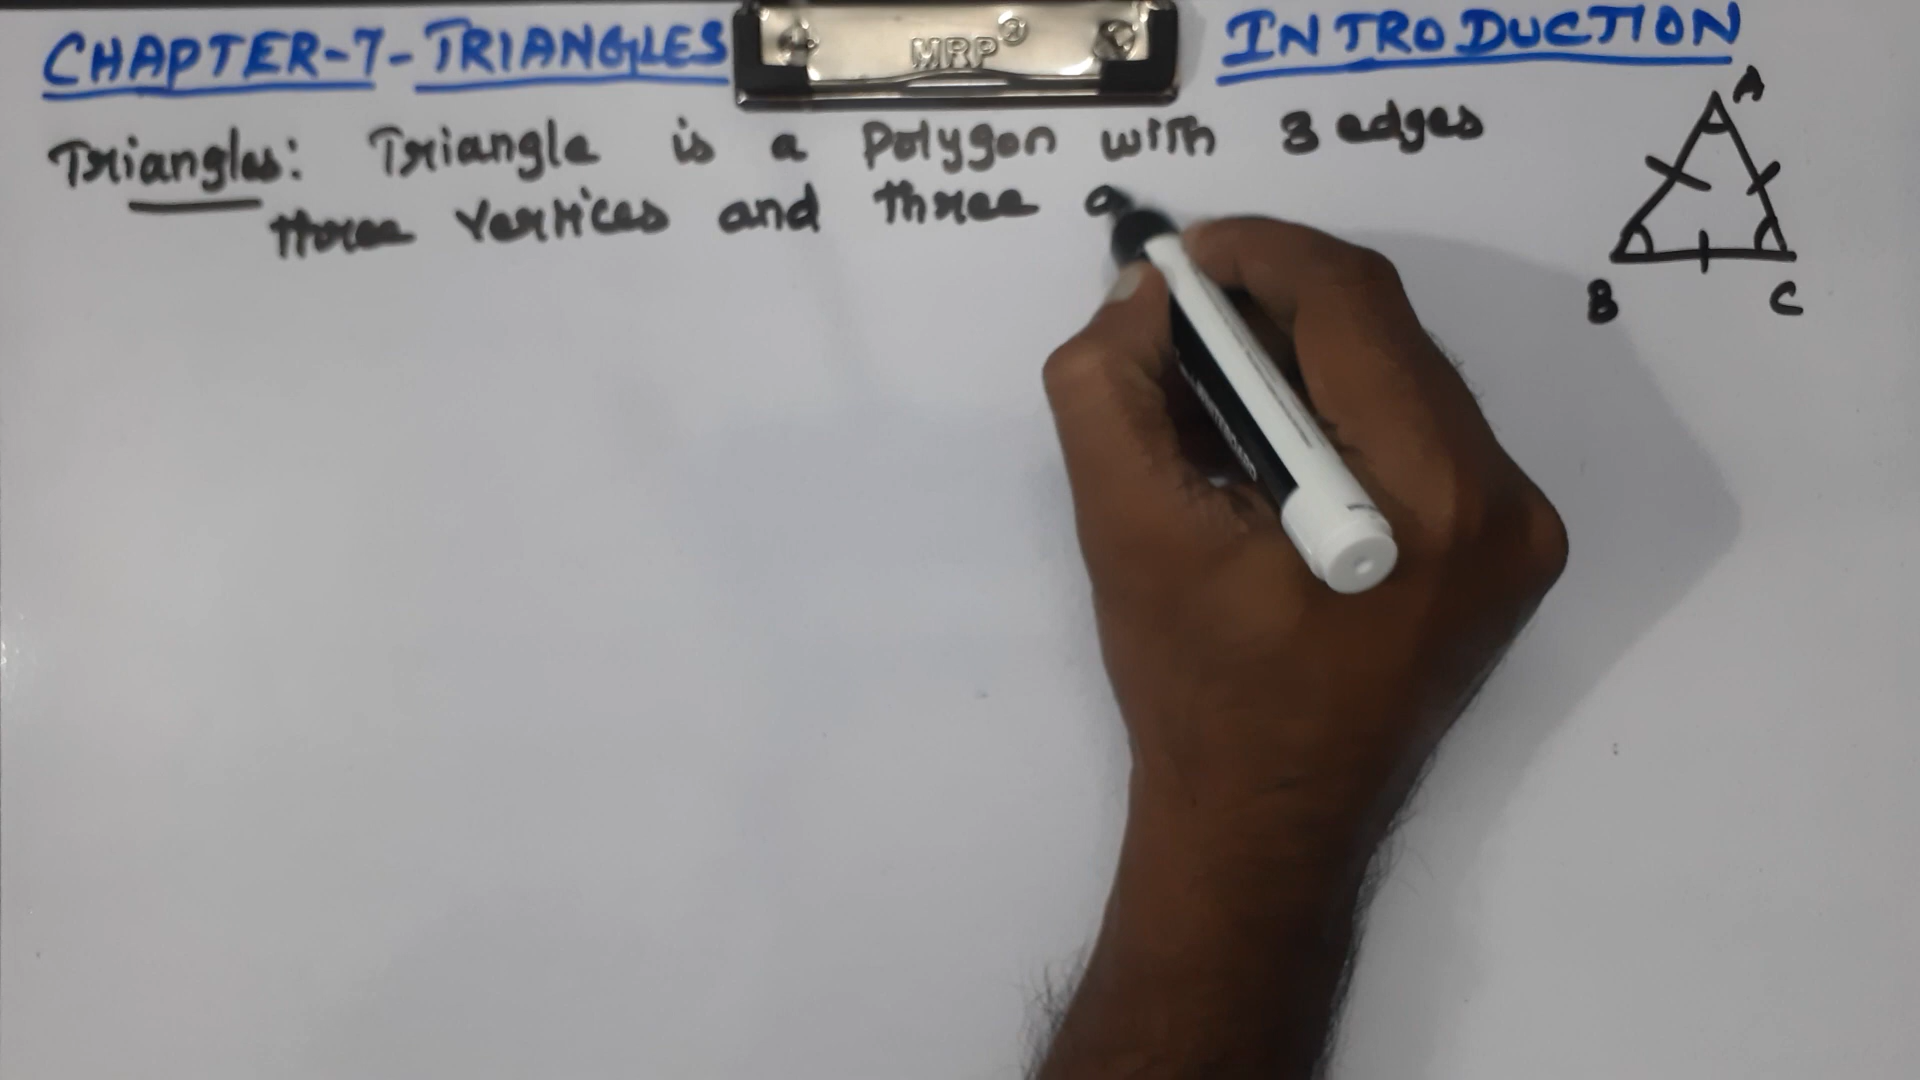 CHAPTER-7-TRIANGLES INTRODUCTION
MRP®
Triangles: Triangle is a Polygon with 3 edges
three vertices and three a
A
B C